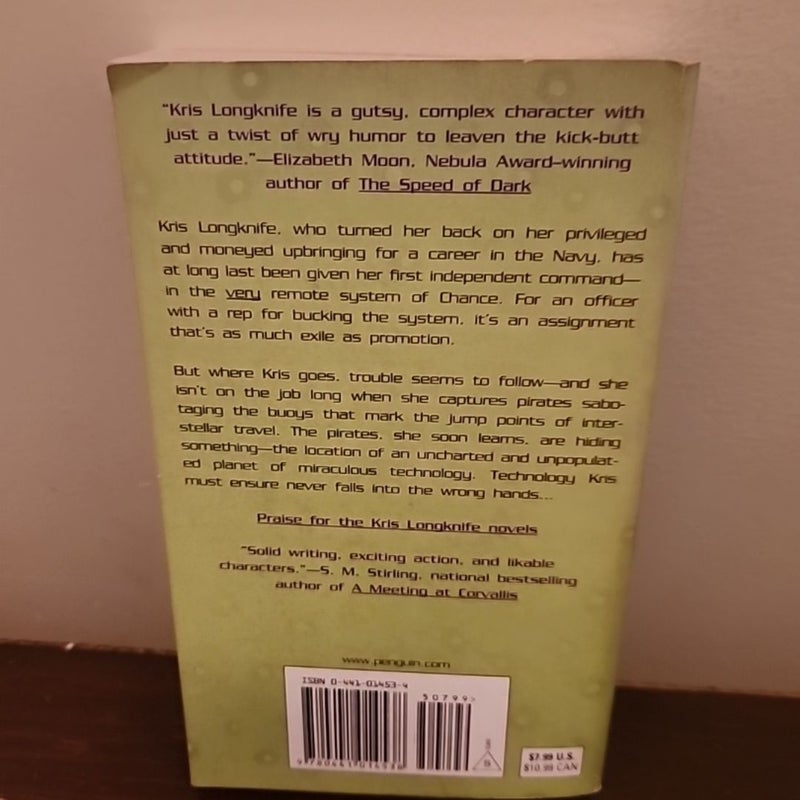 "Kris Longknife is a gutsy, complex character with
just a twist of wry humor to leaven the kick-butt
attitude."—Elizabeth Moon, Nebula Award-winning
author of The Speed of Dark
Kris Longknife, who turned her back on her privileged
and moneyed upbringing for a career in the Navy, has
at long last been given her first independent command—
in the very remote system of Chance. For an officer
with a rep for bucking the system, it's an assignment
that's as much exile as promotion.
But where Kris goes, trouble seems to follow—and she
isn't on the job long when she captures pirates sabo-
taging the buoys that mark the jump points of inter-
stellar travel. The pirates, she soon learns, are hiding
something—the location of an uncharted and unpopulat-
ed planet of miraculous technology. Technology Kris
must ensure never falls into the wrong hands...
Praise for the Kris Longknife novels
"Solid writing, exciting action, and likable
characters."—S. M. Stirling, national bestselling
author of A Meeting at Corvallis
www.penguin.com
ISBN 0-441-01453-4
50799>
9 780441 014538
S
$7.99 U.S.
$10.99 CAN